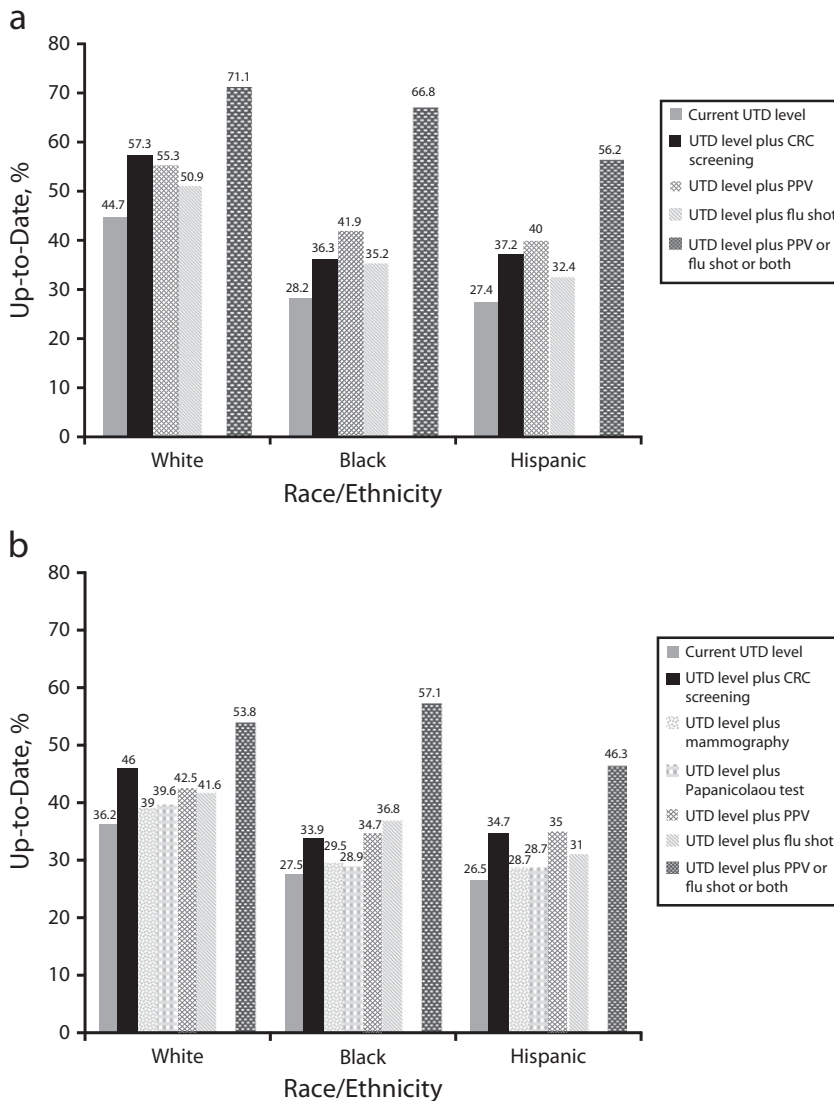 a
80
70
60
50
40
30
20
10
0
Up-to-Date, %
44.7
57.3
55.3
50.9
71.1
28.2
36.3
41.9
35.2
66.8
27.4
37.2
40
32.4
56.2
White
Black
Hispanic
Race/Ethnicity
Current UTD level
UTD level plus CRC
screening
UTD level plus PPV
UTD level plus flu shot
UTD level plus PPV or
flu shot or both
b
80
70
60
50
40
30
20
10
0
Up-to-Date, %
36.2
46
39
39.6
42.5
41.6
53.8
27.5
33.9
29.5
28.9
34.7
36.8
57.1
26.5
34.7
28.7
28.7
35
31
46.3
White
Black
Hispanic
Race/Ethnicity
Current UTD level
UTD level plus CRC
screening
UTD level plus
mammography
UTD level plus
Papanicolaou test
UTD level plus PPV
UTD level plus flu shot
UTD level plus PPV or
flu shot or both